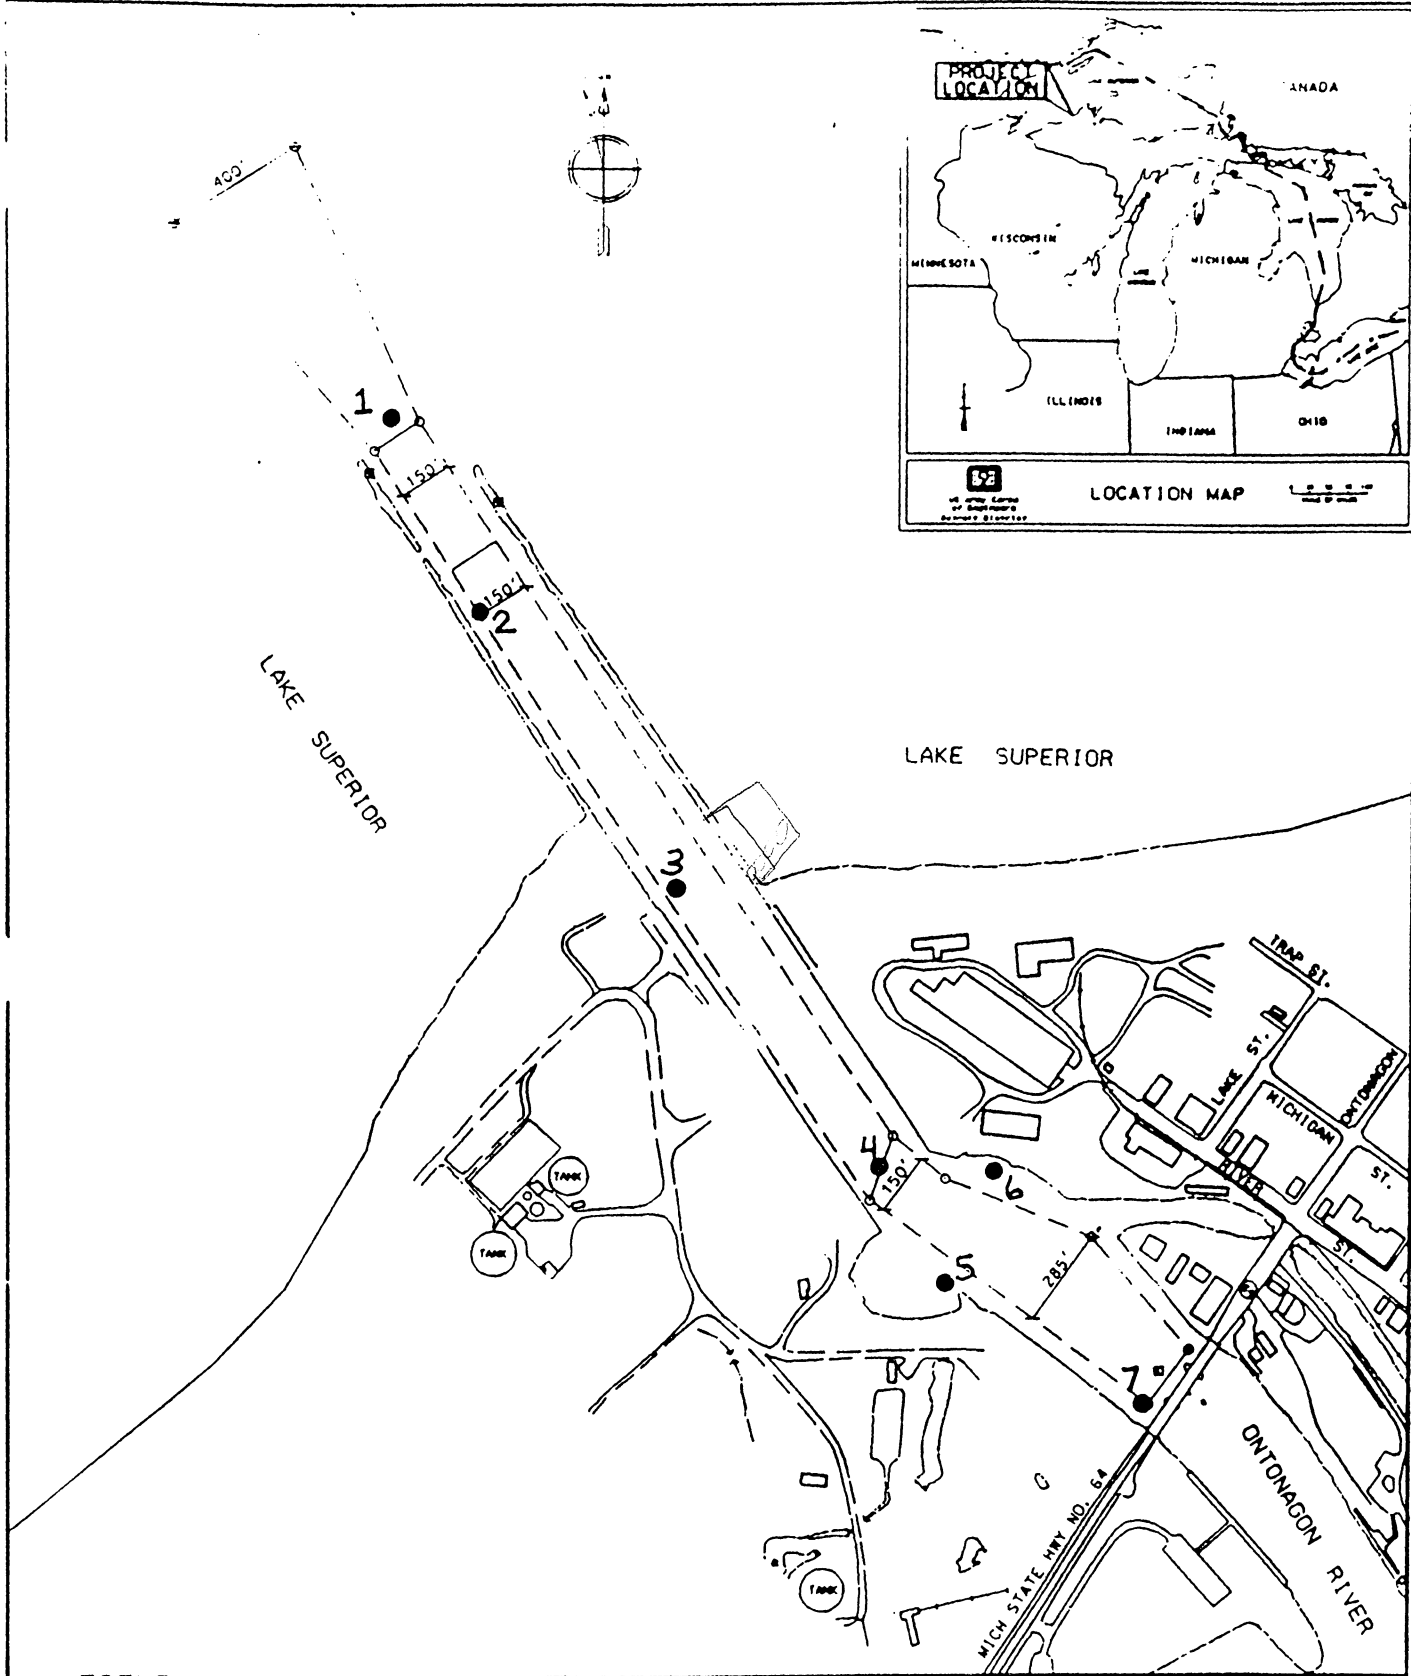 PROJECT
LOCATION
WISCONSIN
MINNESOTA
MICHIGAN
ILLINOIS
INDIANA
OHIO
LOCATION MAP
400'
1
150'
150'
2
LAKE SUPERIOR
LAKE SUPERIOR
3
TRAP ST.
LAKE ST.
ONTONAGON
MICHIGAN
ST.
RIVER
ST.
4
150'
6
5
285'
7
TANK
TANK
TANK
MICH STATE HWY NO. 64
ONTONAGON RIVER